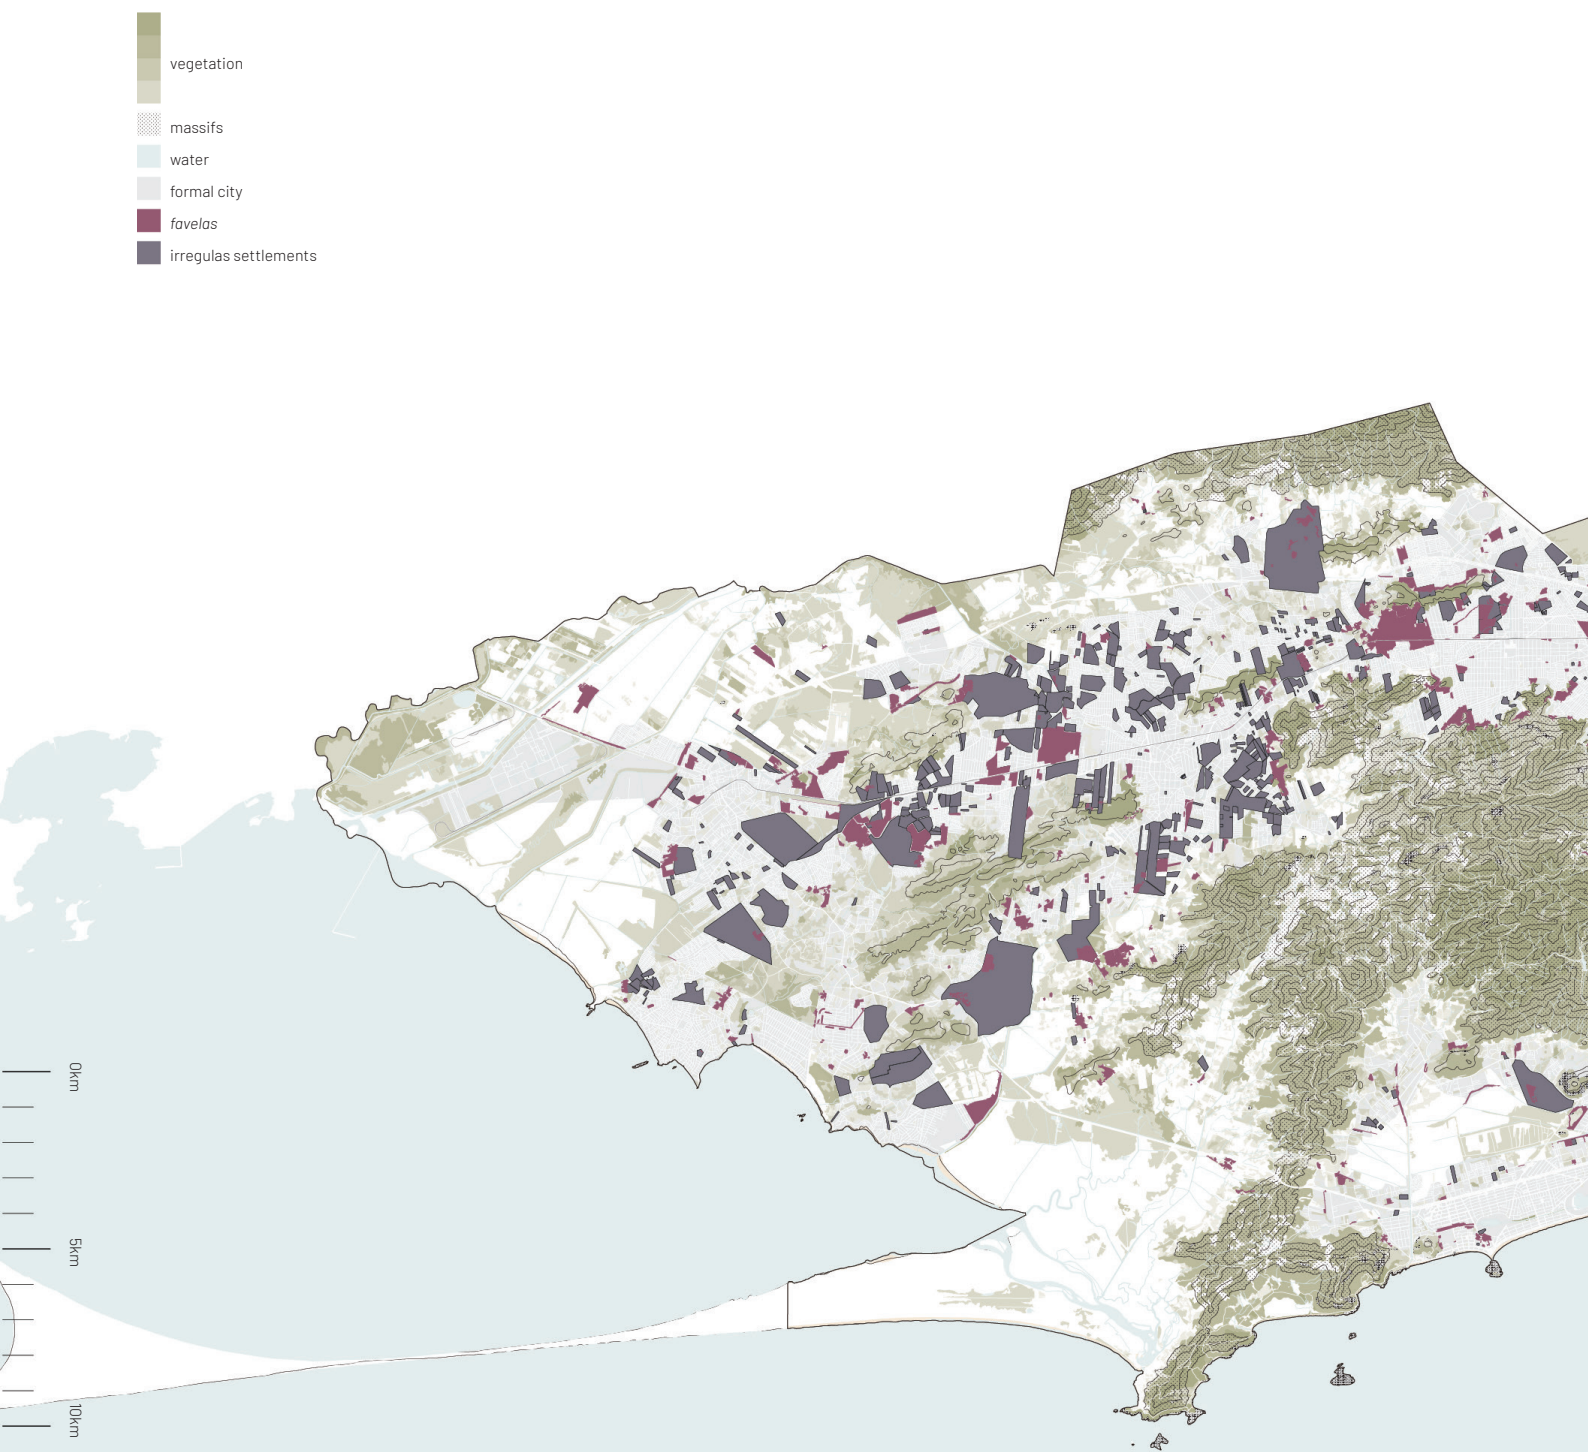 vegetation
massifs
water
formal city
favelas
irregulas settlements
0km
5km
10km